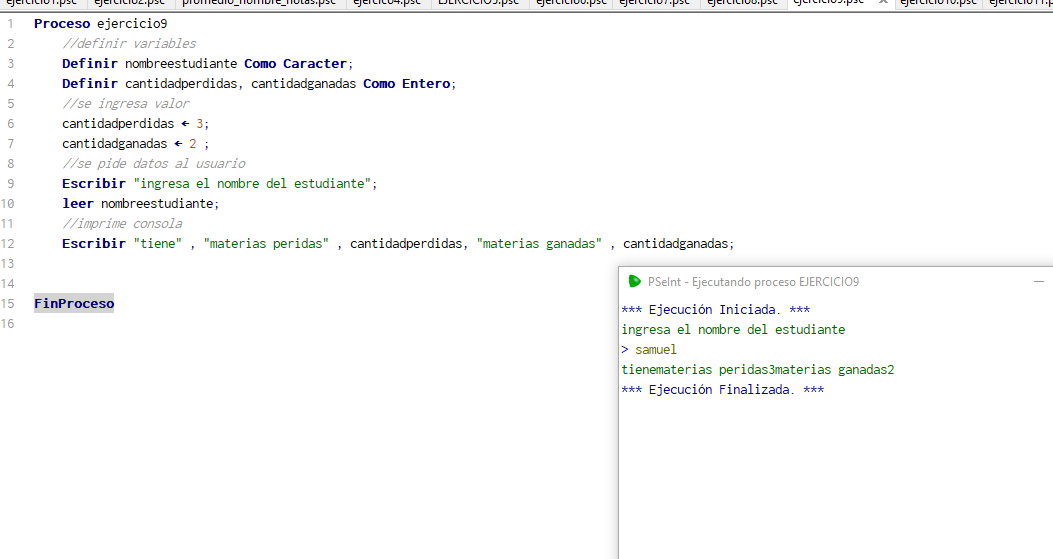 ejercicio1.psc ejercicio2.psc promedio_nombre_notas.psc ejercico4.psc EJERCICIO5.psc ejercicio6.psc ejercicio7.psc ejercicio8.psc ejercicio9.psc ejercicio10.psc ejercicio11.p
1 Proceso ejercicio9
2 //definir variables
3 Definir nombreestudiante Como Caracter;
4 Definir cantidadperdidas, cantidadganadas Como Entero;
5 //se ingresa valor
6 cantidadperdidas ← 3;
7 cantidadganadas ← 2 ;
8 //se pide datos al usuario
9 Escribir "ingresa el nombre del estudiante";
10 leer nombreestudiante;
11 //imprime consola
12 Escribir "tiene" , "materias peridas" , cantidadperdidas, "materias ganadas" , cantidadganadas;
13
14
15 FinProceso
16
PSeInt - Ejecutando proceso EJERCICIO9
*** Ejecución Iniciada. ***
ingresa el nombre del estudiante
> samuel
tienematerias peridas3materias ganadas2
*** Ejecución Finalizada. ***